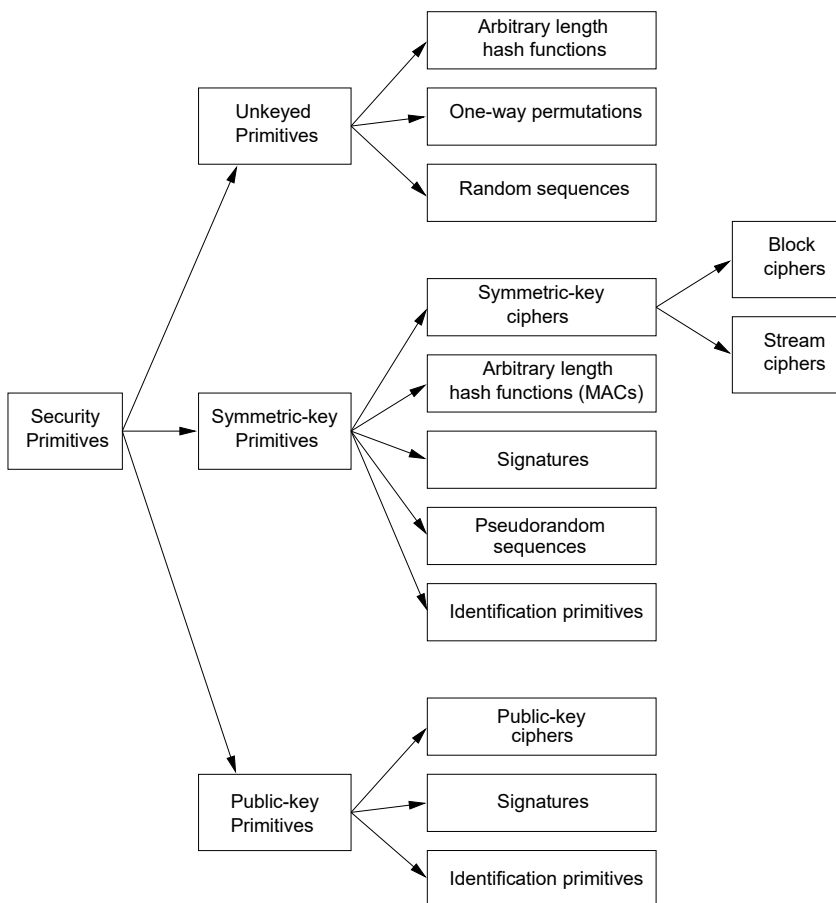 Arbitrary length
hash functions
Unkeyed
Primitives
One-way permutations
Random sequences
Block
ciphers
Symmetric-key
ciphers
Stream
ciphers
Arbitrary length
hash functions (MACs)
Security
Primitives
Symmetric-key
Primitives
Signatures
Pseudorandom
sequences
Identification primitives
Public-key
ciphers
Public-key
Primitives
Signatures
Identification primitives